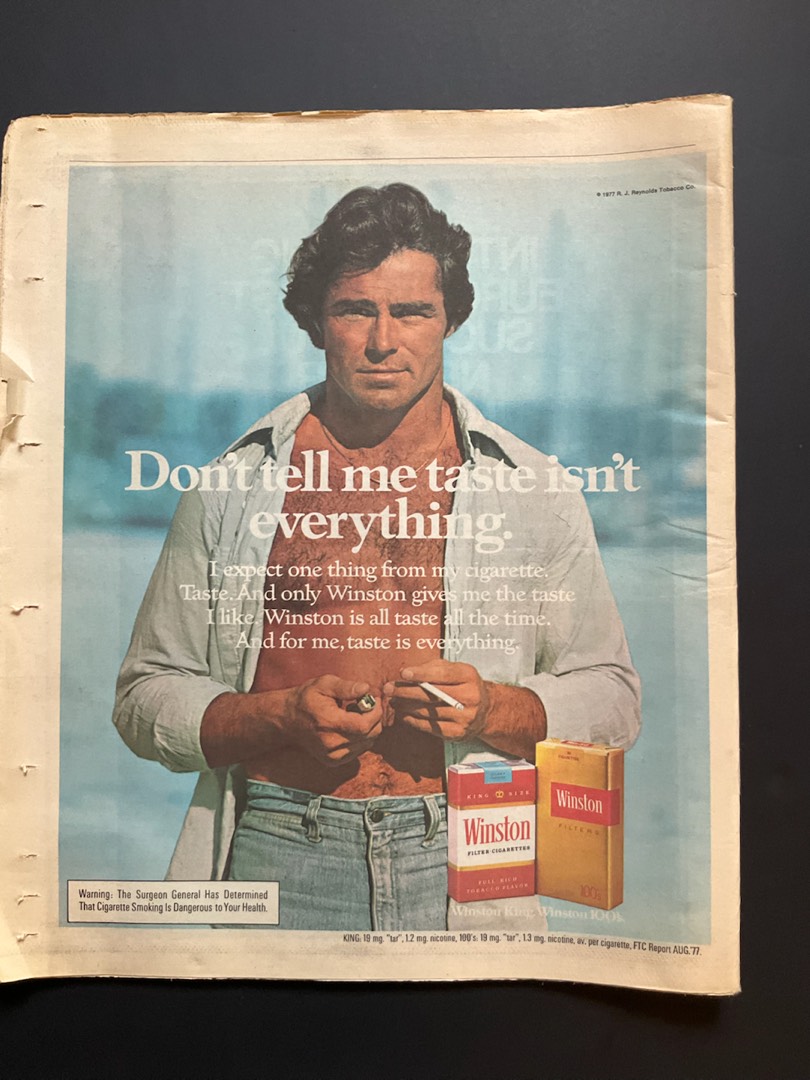 © 1977 R. J. Reynolds Tobacco Co.
Don't tell me taste isn't
everything.
I expect one thing from my cigarette.
Taste. And only Winston gives me the taste
I like. Winston is all taste all the time.
And for me, taste is everything.
KING SIZE
Winston
FILTER·CIGARETTES
FULL·RICH
TOBACCO FLAVOR
Winston
FILTERS
100s
Winston King. Winston 100s.
Warning: The Surgeon General Has Determined
That Cigarette Smoking Is Dangerous to Your Health.
KING: 19 mg. "tar", 1.2 mg. nicotine, 100's: 19 mg. "tar", 1.3 mg. nicotine, av. per cigarette, FTC Report AUG.'77.